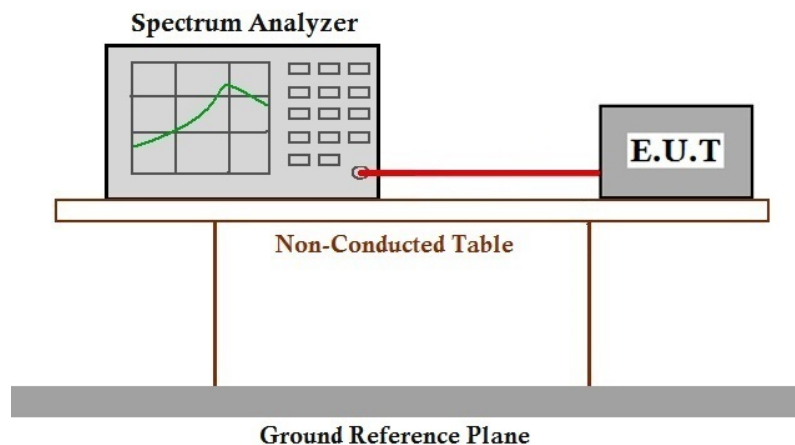 Spectrum Analyzer
E.U.T
Non-Conducted Table
Ground Reference Plane